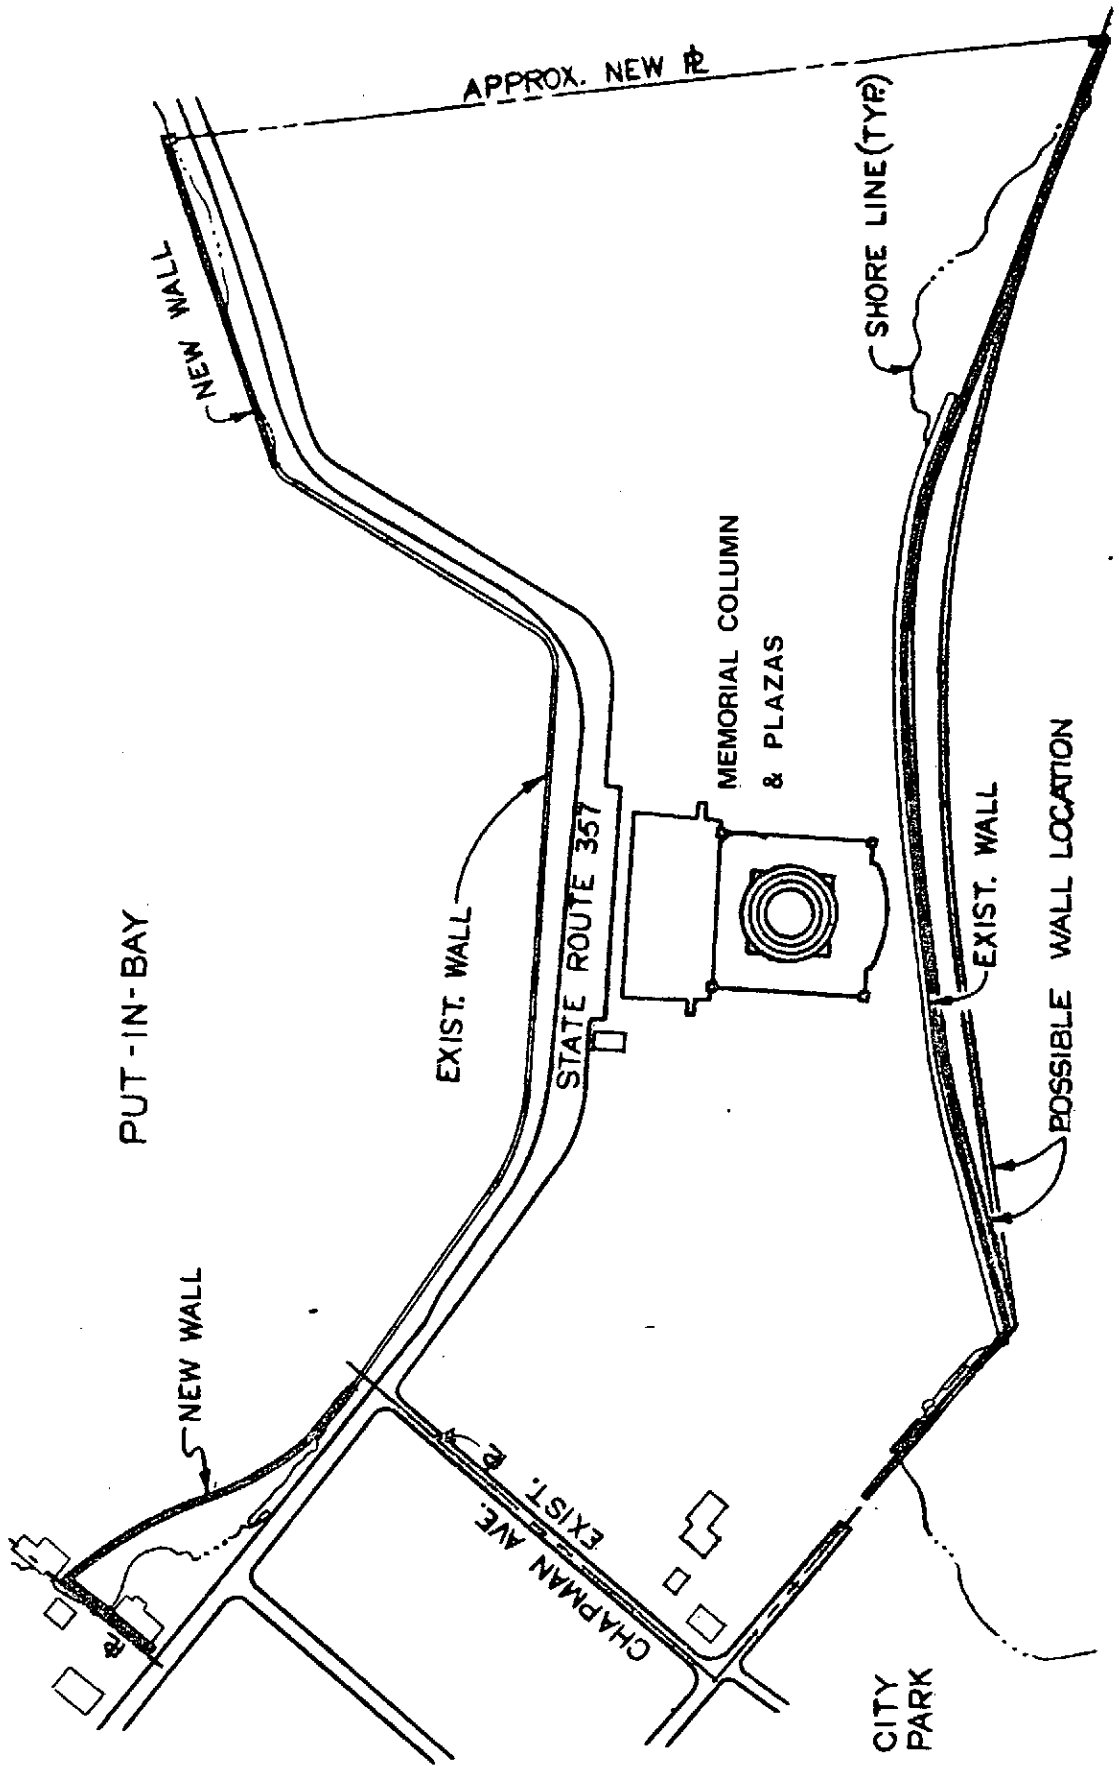 PUT-IN-BAY
NEW WALL
EXIST. WALL
STATE ROUTE 357
NEW WALL
APPROX. NEW ⅊
CHAPMAN AVE.
EXIST. ⅊
⅊
MEMORIAL COLUMN
& PLAZAS
SHORE LINE (TYP.)
EXIST. WALL
POSSIBLE WALL LOCATION
CITY
PARK